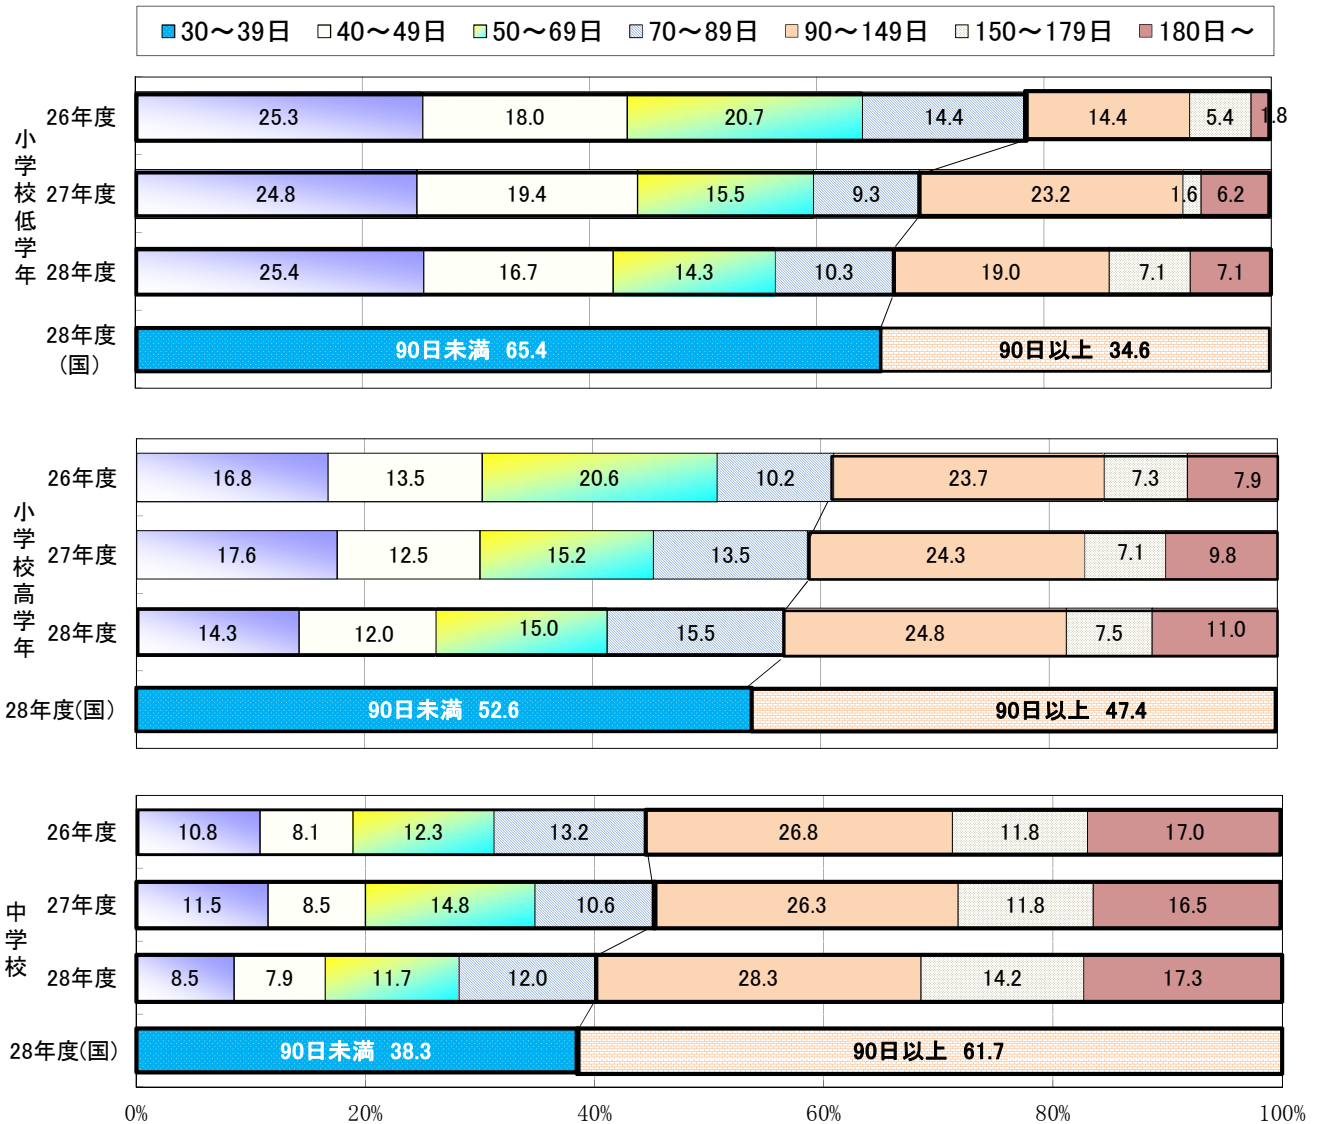 30～39日 40～49日 50～69日 70～89日 90～149日 150～179日 180日～
小学校低学年
26年度 25.3 18.0 20.7 14.4 14.4 5.4 1.8
27年度 24.8 19.4 15.5 9.3 23.2 1.6 6.2
28年度 25.4 16.7 14.3 10.3 19.0 7.1 7.1
28年度
(国)
90日未満 65.4 90日以上 34.6
小学校高学年
26年度 16.8 13.5 20.6 10.2 23.7 7.3 7.9
27年度 17.6 12.5 15.2 13.5 24.3 7.1 9.8
28年度 14.3 12.0 15.0 15.5 24.8 7.5 11.0
28年度(国) 90日未満 52.6 90日以上 47.4
中学校
26年度 10.8 8.1 12.3 13.2 26.8 11.8 17.0
27年度 11.5 8.5 14.8 10.6 26.3 11.8 16.5
28年度 8.5 7.9 11.7 12.0 28.3 14.2 17.3
28年度(国) 90日未満 38.3 90日以上 61.7
0% 20% 40% 60% 80% 100%